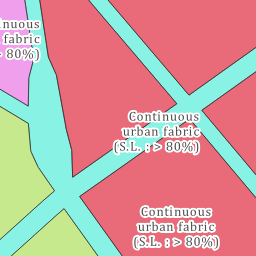 nuous
fabric
> 80%)
Continuous
urban fabric
(S.L. : > 80%)
Continuous
urban fabric
(S.L. : > 80%)